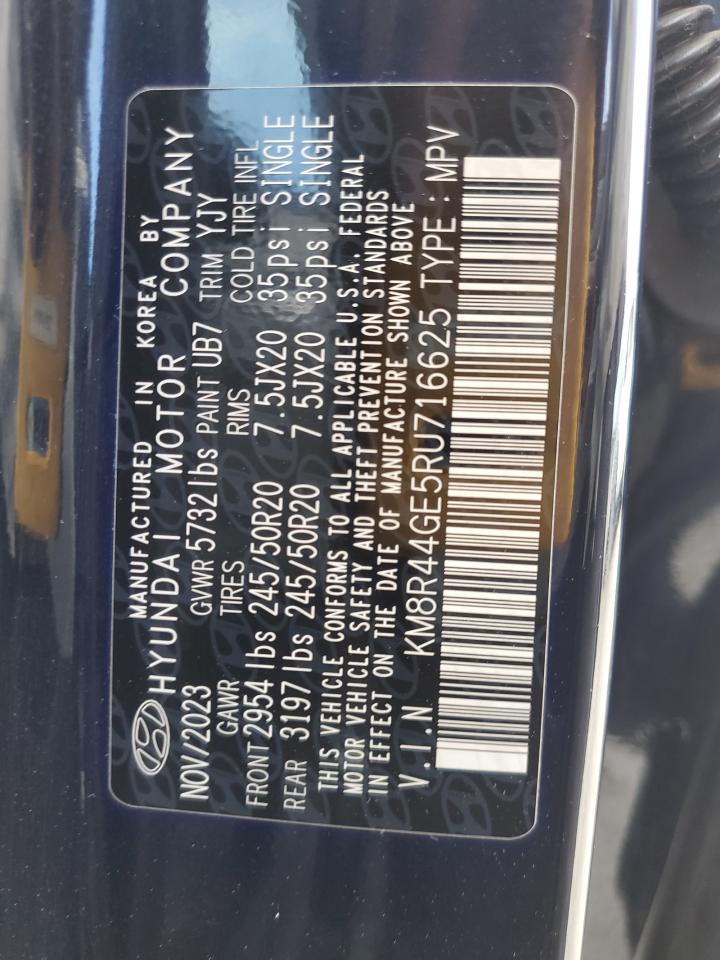 MANUFACTURED IN KOREA BY
HYUNDAI MOTOR COMPANY
NOV/2023 GVWR 5732 lbs PAINT UB7 TRIM YJY
GAWR TIRES RIMS COLD TIRE INFL
FRONT 2954 lbs 245/50R20 7.5JX20 35psi SINGLE
REAR 3197 lbs 245/50R20 7.5JX20 35psi SINGLE
THIS VEHICLE CONFORMS TO ALL APPLICABLE U.S.A. FEDERAL
MOTOR VEHICLE SAFETY AND THEFT PREVENTION STANDARDS
IN EFFECT ON THE DATE OF MANUFACTURE SHOWN ABOVE
V.I.N KM8R44GE5RU716625 TYPE : MPV